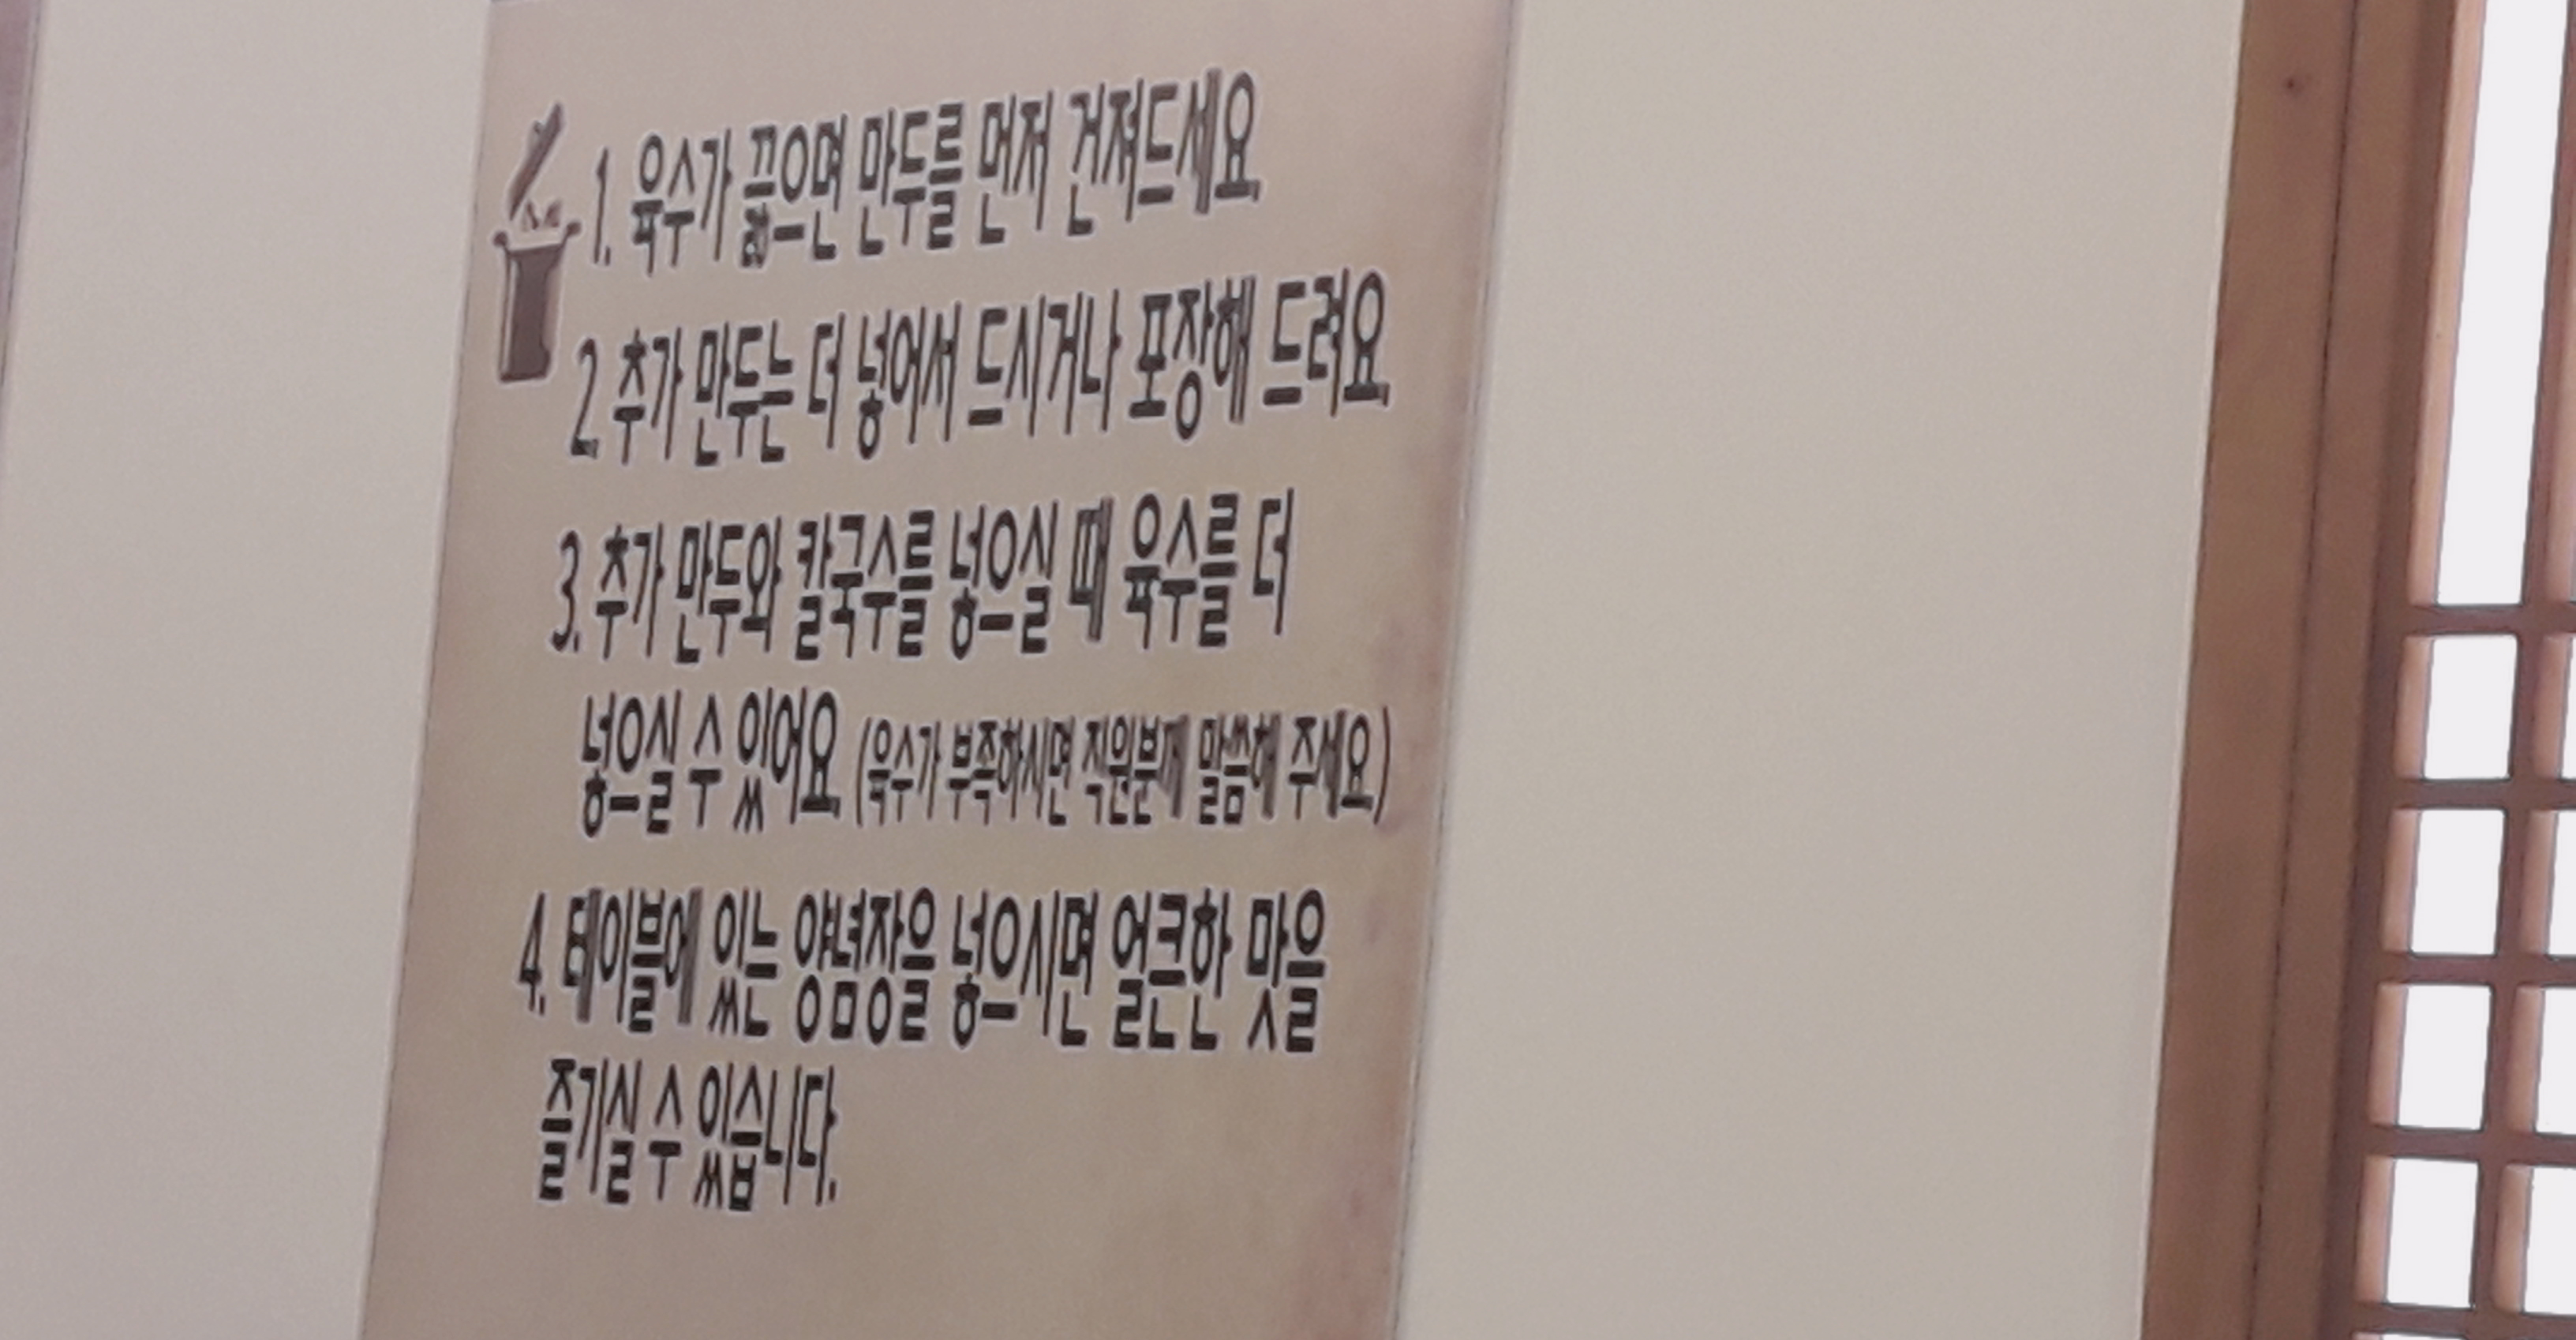 1. 육수가 끓으면 만두를 먼저 건져드세요.
2. 추가 만두는 더 넣어서 드시거나 포장해 드려요.
3. 추가 만두와 칼국수를 넣으실 때 육수를 더
넣으실 수 있어요. (육수가 부족하시면 직원분께 말씀해 주세요.)
4. 테이블에 있는 양념장을 넣으시면 얼큰한 맛을
즐기실 수 있습니다.